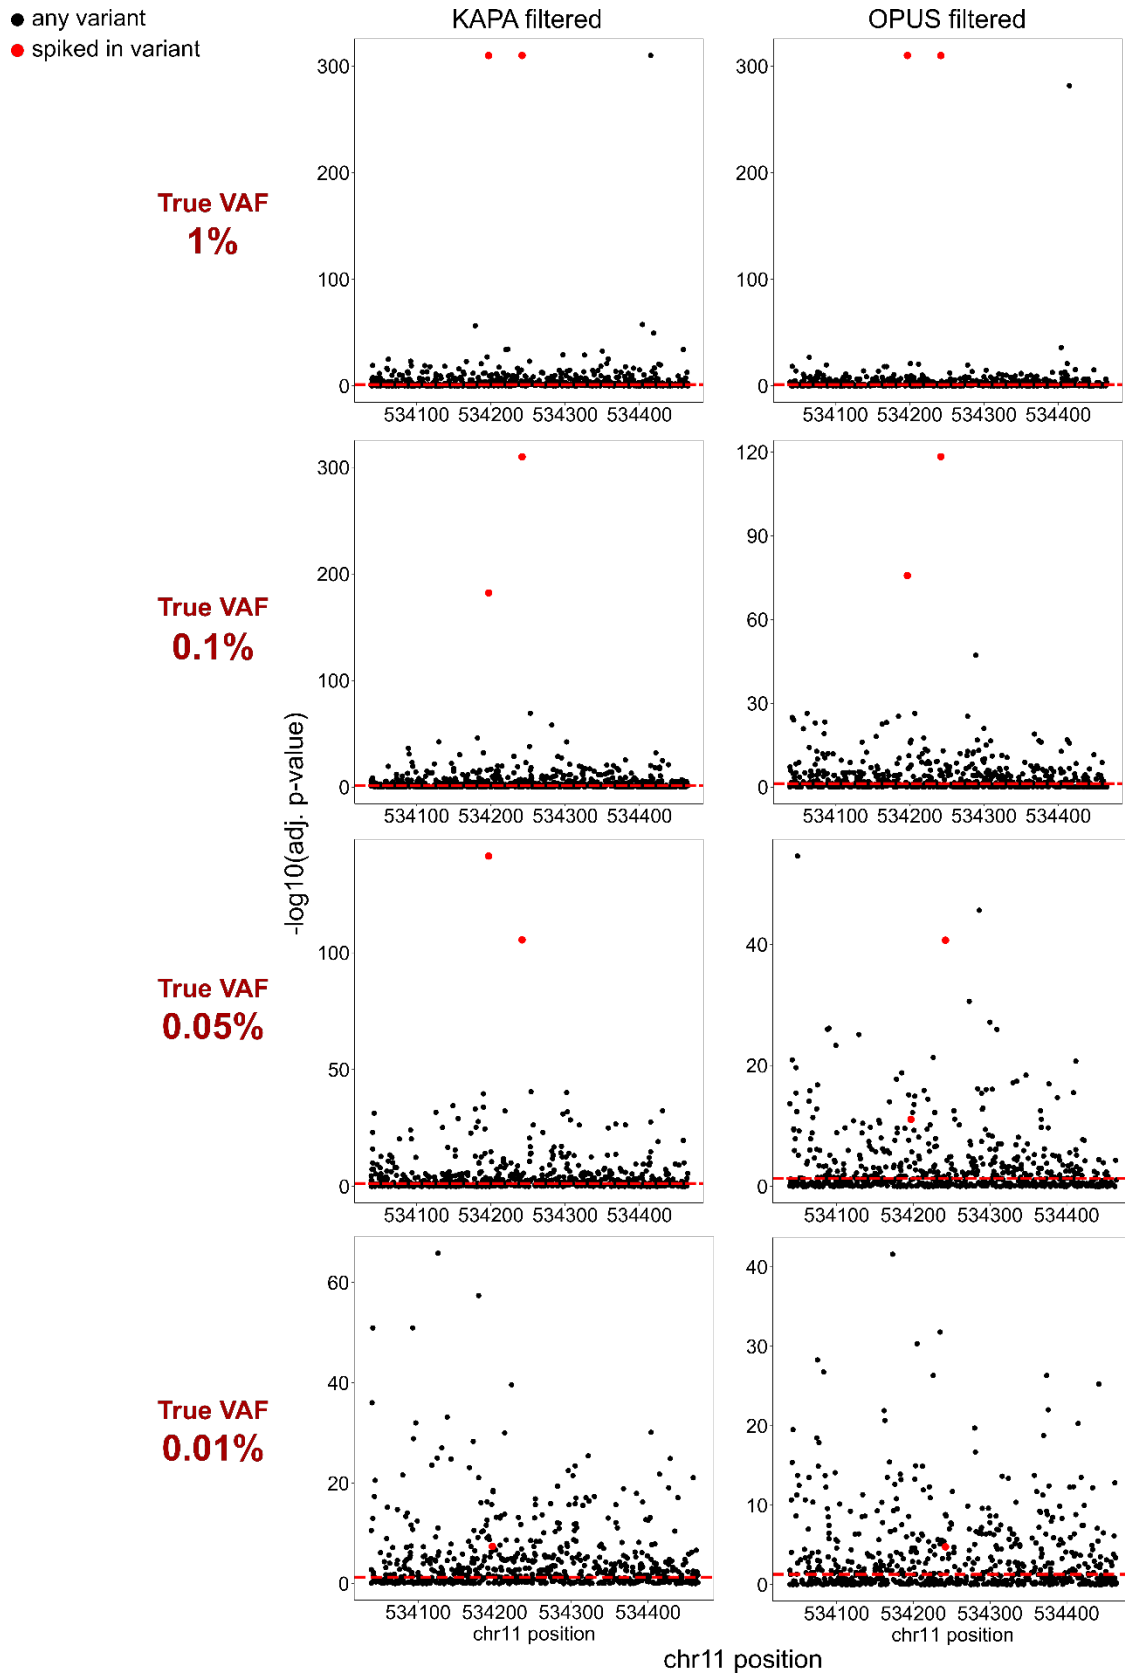 any variant
spiked in variant
KAPA filtered
OPUS filtered
-log10(adj. p-value)
True VAF
1%
300
200
100
0
534100 534200 534300 534400
300
200
100
0
534100 534200 534300 534400
True VAF
0.1%
300
200
100
0
534100 534200 534300 534400
120
90
60
30
0
534100 534200 534300 534400
True VAF
0.05%
100
50
0
534100 534200 534300 534400
40
20
0
534100 534200 534300 534400
True VAF
0.01%
60
40
20
0
534100 534200 534300 534400
chr11 position
40
30
20
10
0
534100 534200 534300 534400
chr11 position